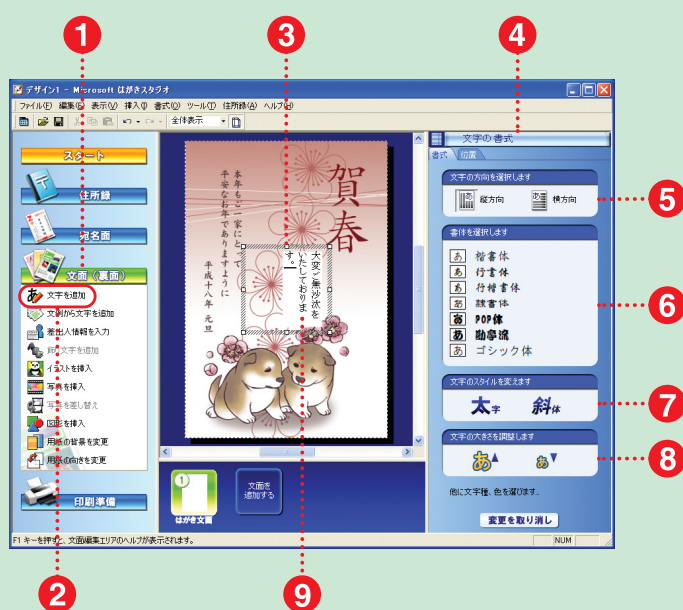 1
3
4
デザイン1 - Microsoft はがきスタジオ
ファイル(F) 編集(E) 表示(V) 挿入(I) 書式(O) ツール(T) 住所録(A) ヘルプ(H)
全体表示
スタート
住所録
宛名面
文面(裏面)
文字を追加
文例から文字を追加
差出人情報を入力
飾り文字を追加
イラストを挿入
写真を挿入
写真を差し替え
図形を挿入
用紙の背景を変更
用紙の向きを変更
印刷準備
賀春
大変ご無沙汰を
いたしておりま
す。
本年もご一家にとって
平安なお年でありますように
平成十八年 元旦
1
はがき文面
文面を
追加する
文字の書式
書式 位置
文字の方向を選択します
あ 縦方向 あ 横方向
5
書体を選択します
あ 楷書体
あ 行書体
あ 行楷書体
あ 隷書体
あ POP体
あ 勘亭流
あ ゴシック体
6
文字のスタイルを変えます
太字 斜体
7
文字の大きさを調整します
あ▲ あ▼
8
他に文字種、色を選びます..
変更を取り消し
F1 キーを押すと、文面編集エリアのヘルプが表示されます。
NUM
2
9